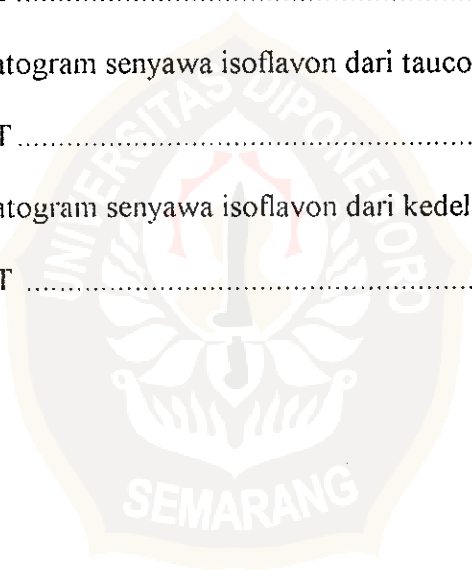 atogram senyawa isoflavon dari tauco
T ................................................
atogram senyawa isoflavon dari kedel
T ................................................
UNIVERSITAS DIPONEGORO
SEMARANG